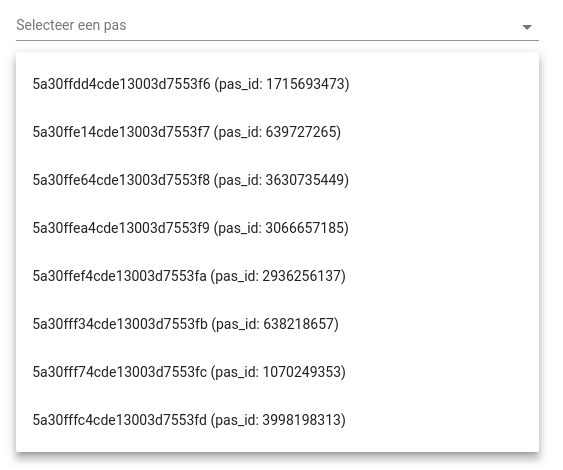 Selecteer een pas
5a30ffdd4cde13003d7553f6 (pas_id: 1715693473)
5a30ffe14cde13003d7553f7 (pas_id: 639727265)
5a30ffe64cde13003d7553f8 (pas_id: 3630735449)
5a30ffea4cde13003d7553f9 (pas_id: 3066657185)
5a30ffef4cde13003d7553fa (pas_id: 2936256137)
5a30fff34cde13003d7553fb (pas_id: 638218657)
5a30fff74cde13003d7553fc (pas_id: 1070249353)
5a30fffc4cde13003d7553fd (pas_id: 3998198313)